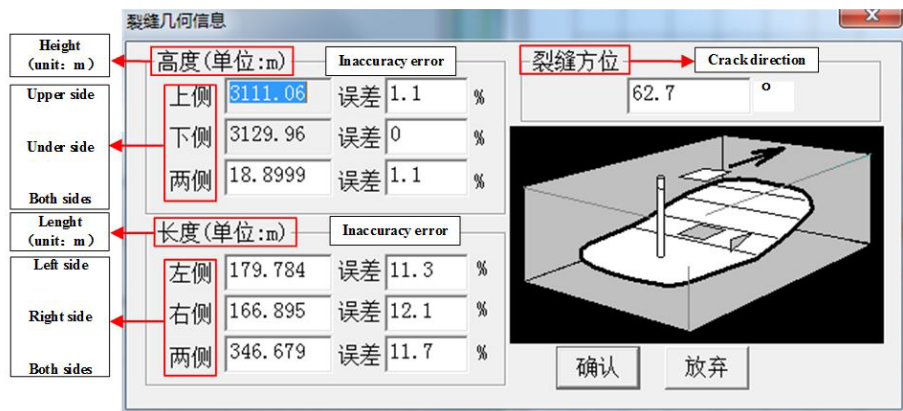 裂缝几何信息
x
Height
(unit: m)
高度(单位:m)
Inaccuracy error
裂缝方位
Crack direction
Upper side
上侧 3111.06 误差 1.1 %
62.7 °
Under side
下侧 3129.96 误差 0 %
Both sides
两侧 18.8999 误差 1.1 %
Lenght
(unit: m)
长度(单位:m)
Inaccuracy error
Left side
左侧 179.784 误差 11.3 %
Right side
右侧 166.895 误差 12.1 %
Both sides
两侧 346.679 误差 11.7 %
确认 放弃